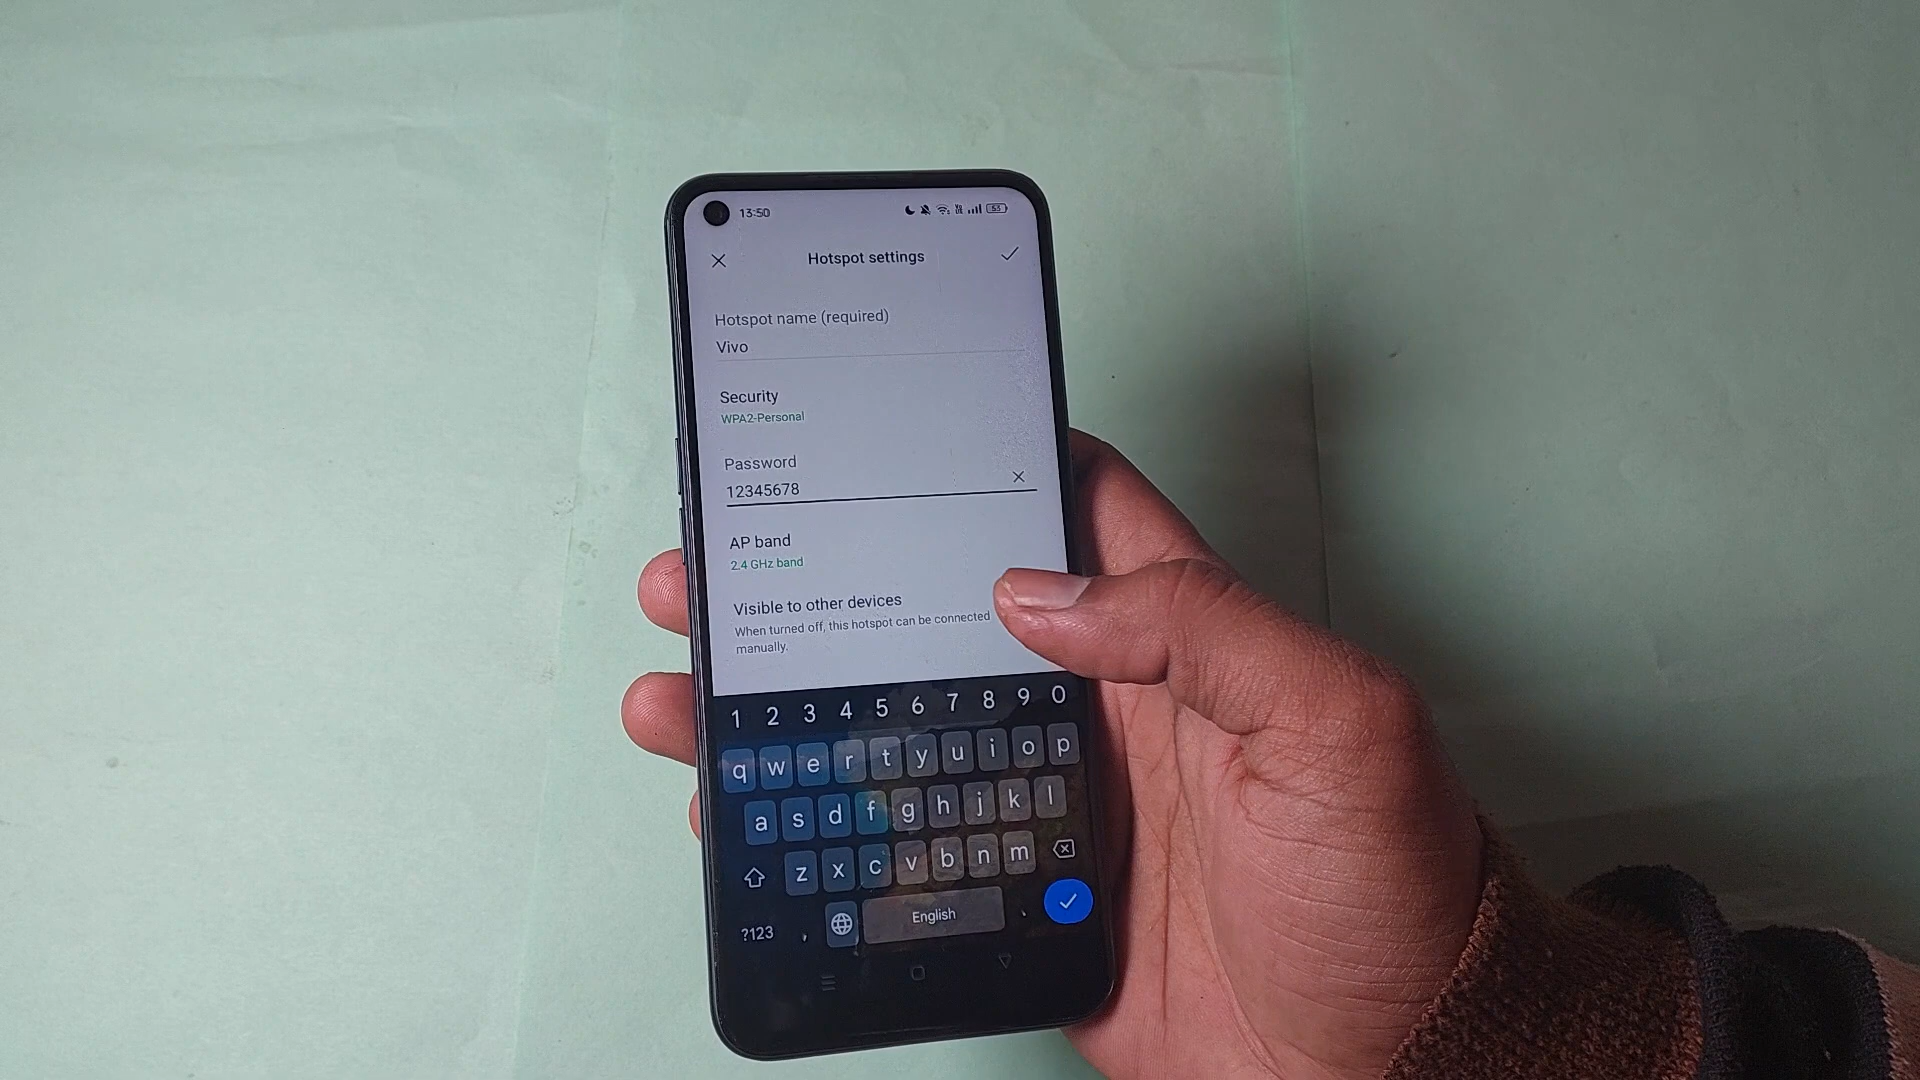 13:50
53
Hotspot settings
Hotspot name (required)
Vivo
Security
WPA2-Personal
Password
12345678
AP band
2.4 GHz band
Visible to other devices
When turned off, this hotspot can be connected
manually.
1 2 3 4 5 6 7 8 9 0
q w e r t y u i o p
a s d f g h j k l
z x c v b n m
?123 , English .